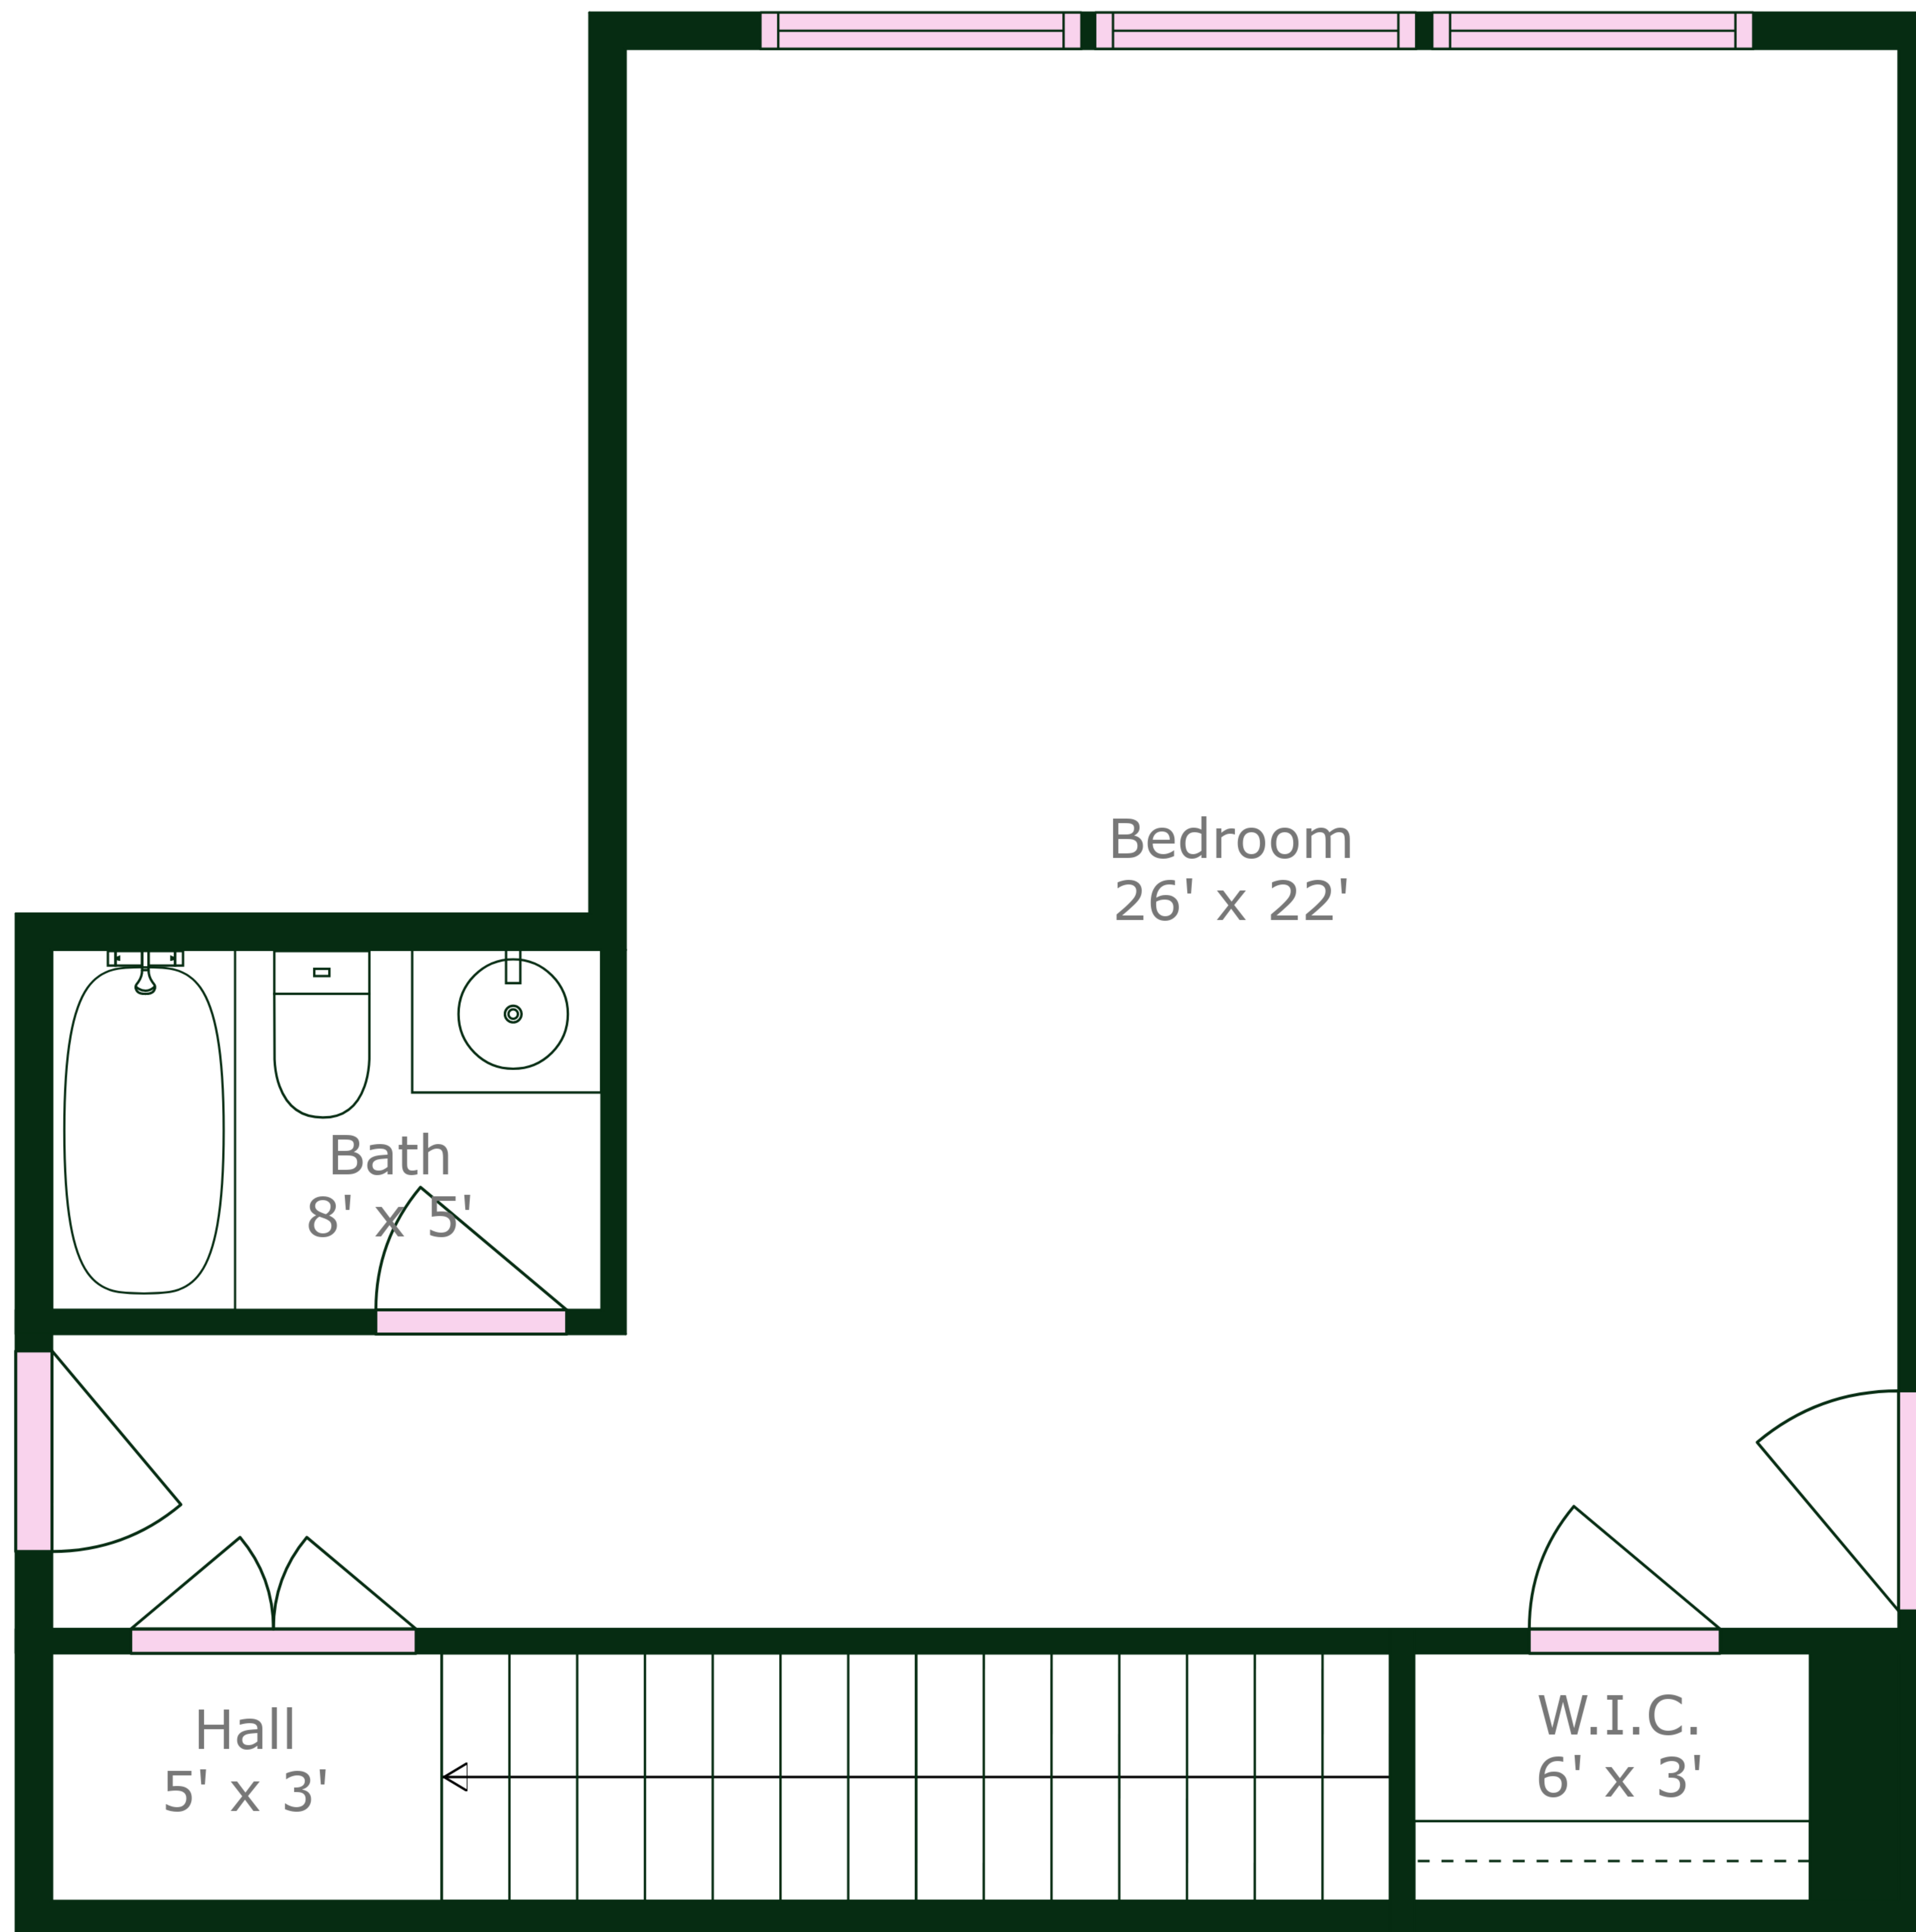 Bedroom
26' x 22'
Bath
8' x 5'
Hall
5' x 3'
W.I.C.
6' x 3'